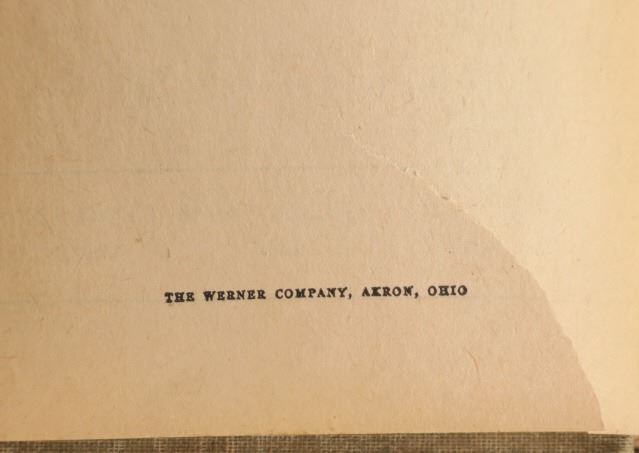 THE WERNER COMPANY, AKRON, OHIO